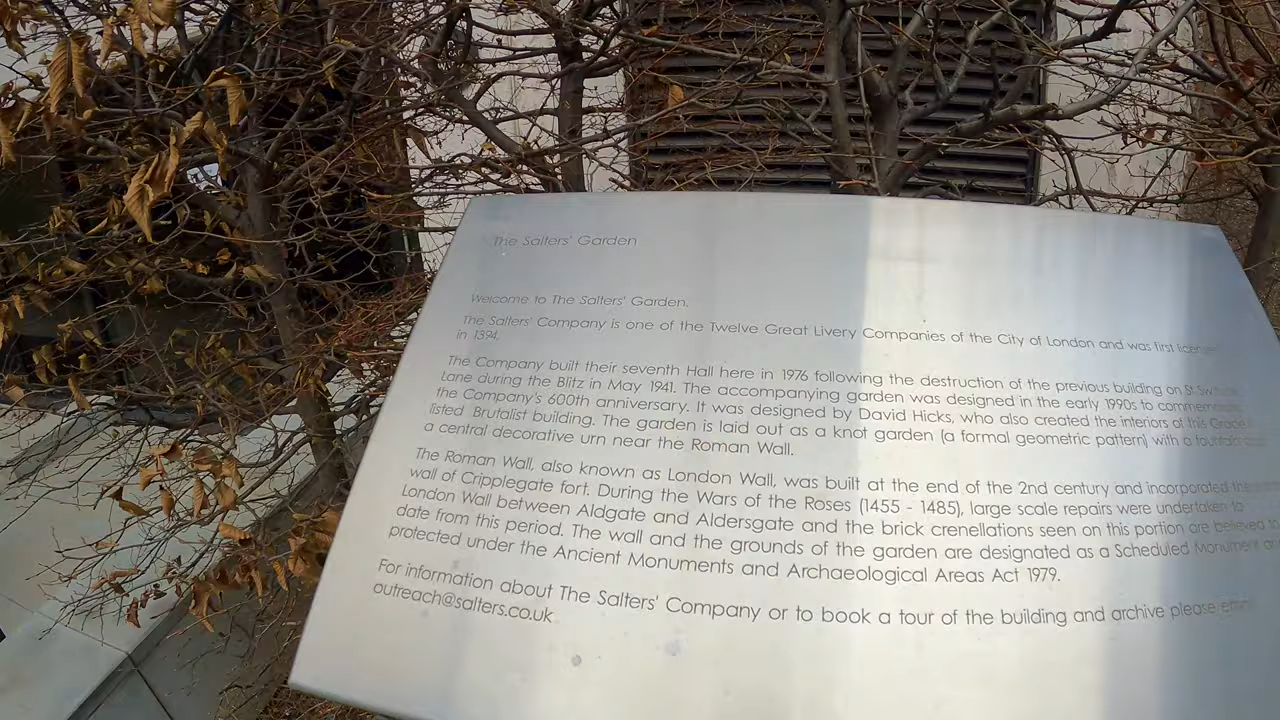 The Salters' Garden
Welcome to The Salters' Garden.
The Salters' Company is one of the Twelve Great Livery Companies of the City of London and was first
in 1394.
The Company built their seventh Hall here in 1976 following the destruction of the previous building on St
Lane during the Blitz in May 1941. The accompanying garden was designed in the early 1990s to
the Company's 600th anniversary. It was designed by David Hicks, who also created the interiors of this
listed Brutalist building. The garden is laid out as a knot garden (a formal geometric pattern) with a fountain
a central decorative urn near the Roman Wall.
The Roman Wall, also known as London Wall, was built at the end of the 2nd century and incorporated the
wall of Cripplegate fort. During the Wars of the Roses (1455 - 1485), large scale repairs were undertaken to
London Wall between Aldgate and Aldersgate and the brick crenellations seen on this portion are believed
date from this period. The wall and the grounds of the garden are designated as a Scheduled Monument
protected under the Ancient Monuments and Archaeological Areas Act 1979.
For information about The Salters' Company or to book a tour of the building and archive please
outreach@salters.co.uk